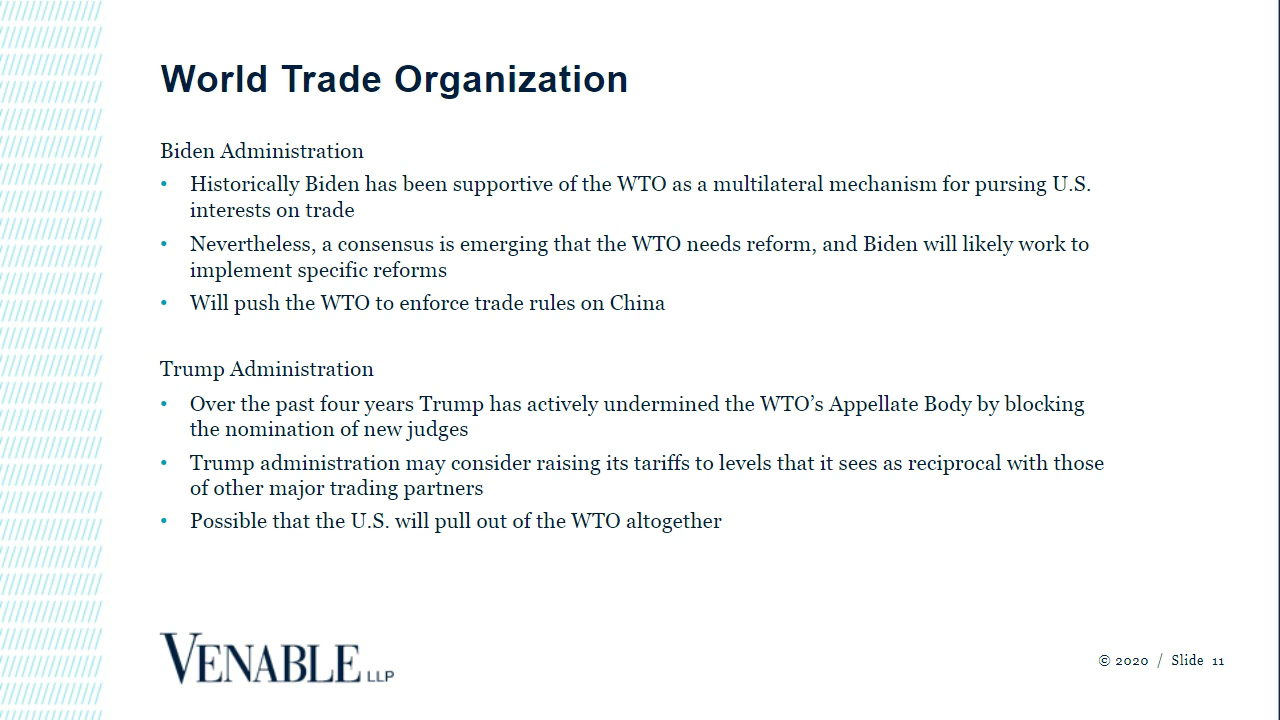 World Trade Organization
Biden Administration
• Historically Biden has been supportive of the WTO as a multilateral mechanism for pursing U.S.
interests on trade
• Nevertheless, a consensus is emerging that the WTO needs reform, and Biden will likely work to
implement specific reforms
• Will push the WTO to enforce trade rules on China
Trump Administration
• Over the past four years Trump has actively undermined the WTO’s Appellate Body by blocking
the nomination of new judges
• Trump administration may consider raising its tariffs to levels that it sees as reciprocal with those
of other major trading partners
• Possible that the U.S. will pull out of the WTO altogether
VENABLE LLP
© 2020 / Slide 11